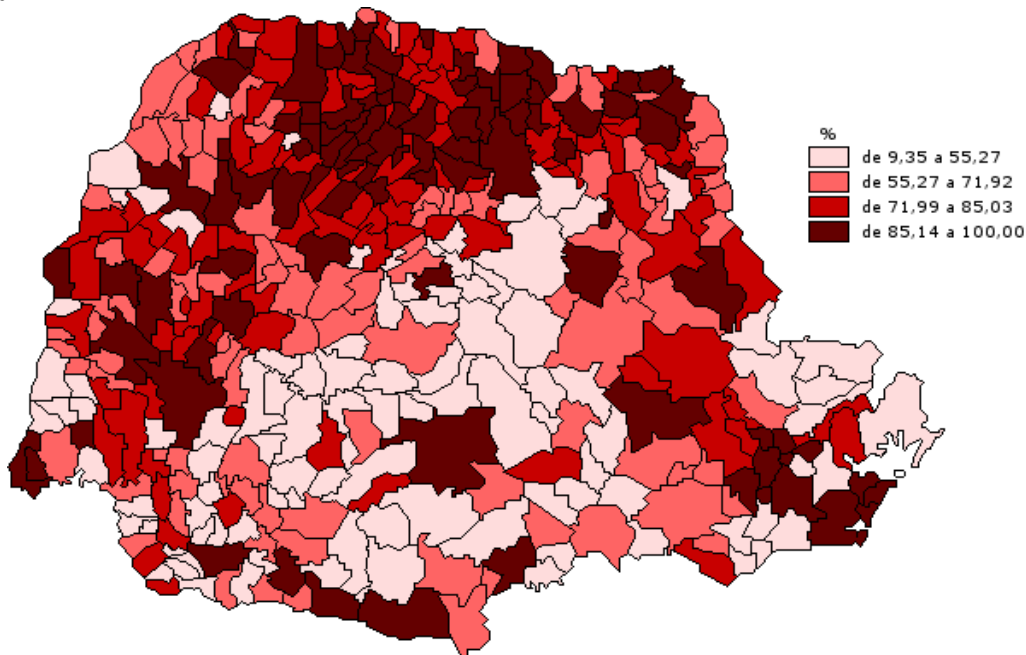 %
de 9,35 a 55,27
de 55,27 a 71,92
de 71,99 a 85,03
de 85,14 a 100,00